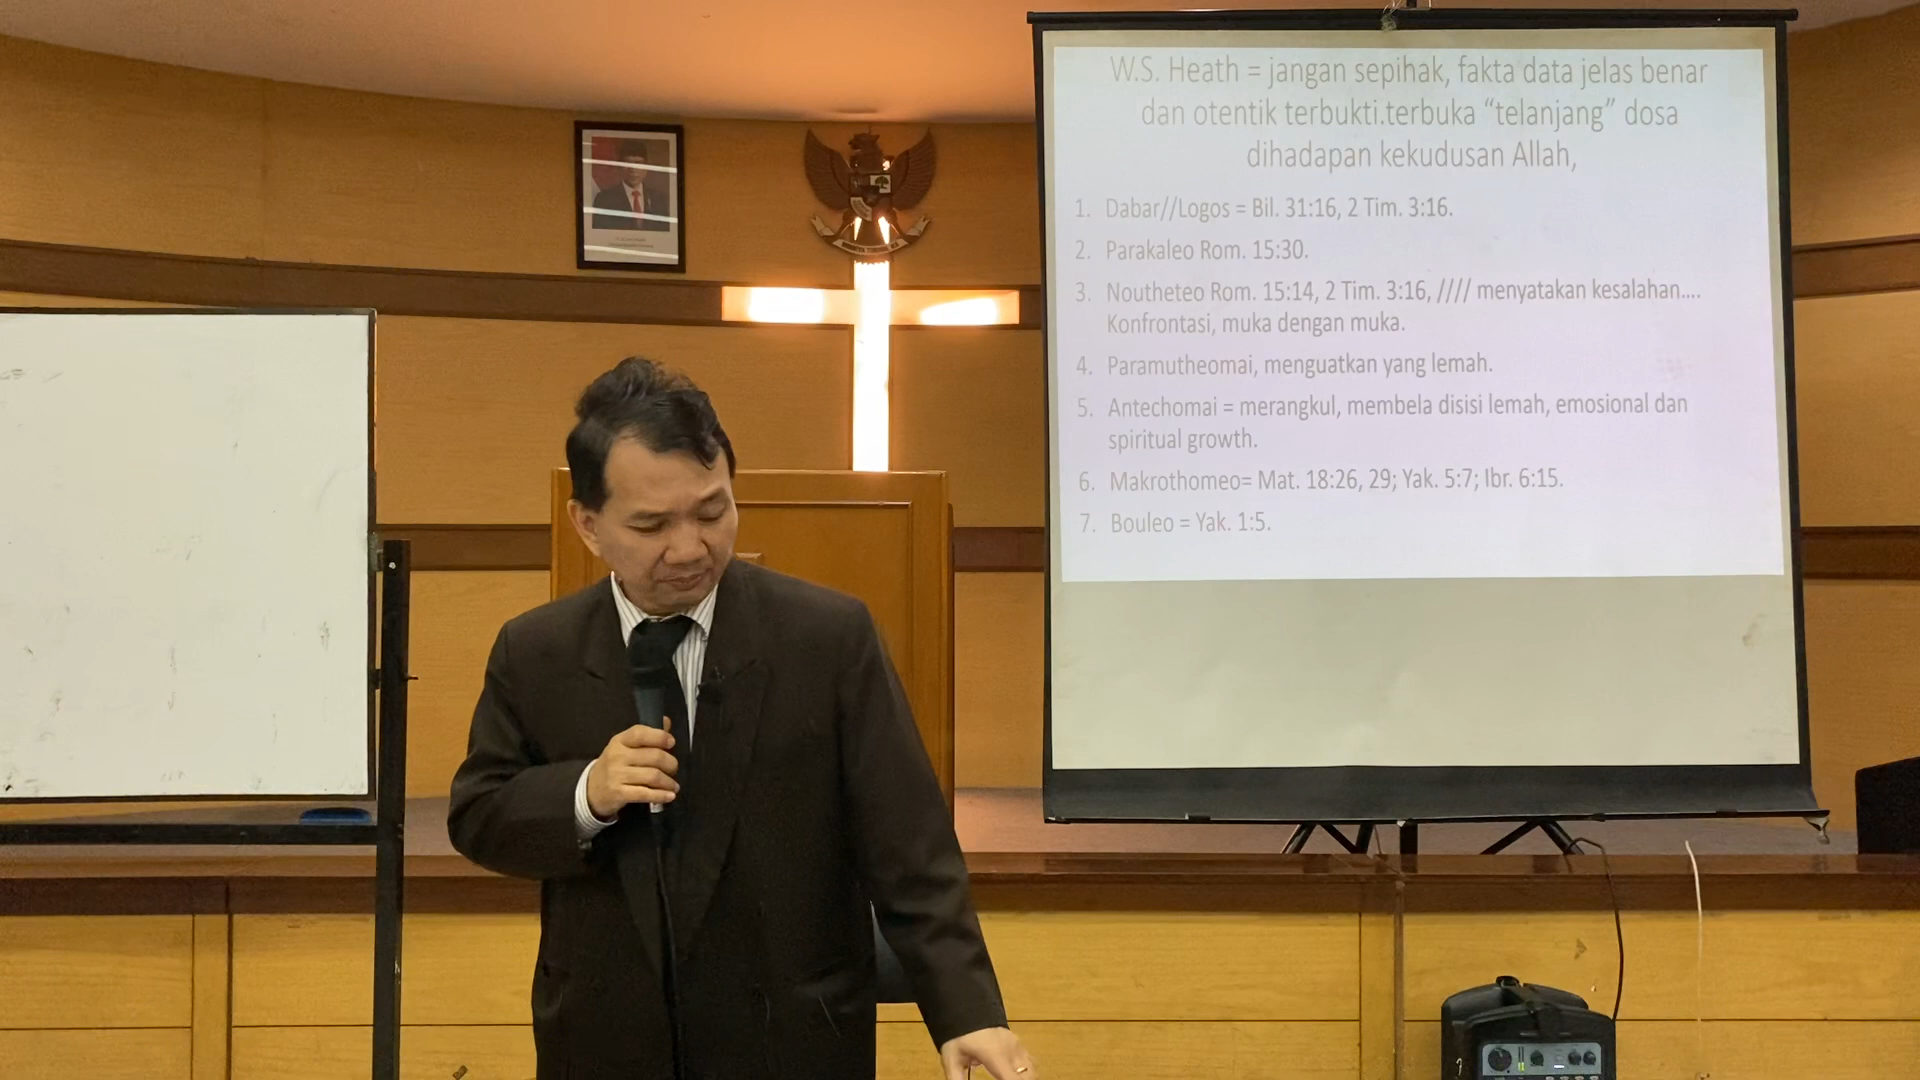 W.S. Heath = jangan sepihak, fakta data jelas benar
dan otentik terbukti.terbuka “telanjang” dosa
dihadapan kekudusan Allah,
1. Dabar//Logos = Bil. 31:16, 2 Tim. 3:16.
2. Parakaleo Rom. 15:30.
3. Noutheteo Rom. 15:14, 2 Tim. 3:16, //// menyatakan kesalahan....
Konfrontasi, muka dengan muka.
4. Paramutheomai, menguatkan yang lemah.
5. Antechomai = merangkul, membela disisi lemah, emosional dan
spiritual growth.
6. Makrothomeo= Mat. 18:26, 29; Yak. 5:7; Ibr. 6:15.
7. Bouleo = Yak. 1:5.